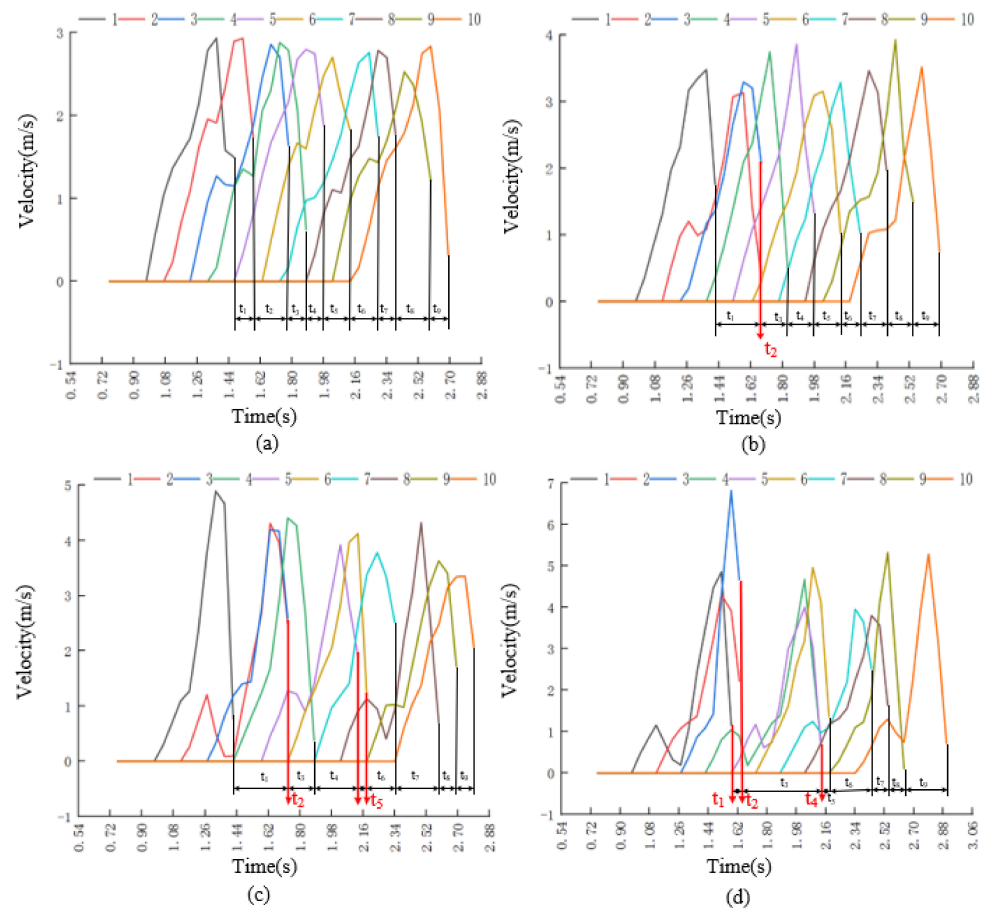 1 2 3 4 5 6 7 8 9 10
Velocity(m/s)
3
2
1
0
-1
t₁ t₂ t₃ t₄ t₅ t₆ t₇ t₈ t₉
0.54 0.72 0.90 1.08 1.26 1.44 1.62 1.80 1.98 2.16 2.34 2.52 2.70 2.88
Time(s)
(a)
1 2 3 4 5 6 7 8 9 10
Velocity(m/s)
4
3
2
1
0
-1
t₁ t₃ t₄ t₅ t₆ t₇ t₈ t₉
t₂
0.54 0.72 0.90 1.08 1.26 1.44 1.62 1.80 1.98 2.16 2.34 2.52 2.70 2.88
Time(s)
(b)
1 2 3 4 5 6 7 8 9 10
Velocity(m/s)
5
4
3
2
1
0
-1
t₁ t₃ t₄ t₆ t₇ t₈ t₉
t₂ t₅
0.54 0.72 0.90 1.08 1.26 1.44 1.62 1.80 1.98 2.16 2.34 2.52 2.70 2.88
Time(s)
(c)
1 2 3 4 5 6 7 8 9 10
Velocity(m/s)
7
6
5
4
3
2
1
0
-1
t₃ t₆ t₇ t₈ t₉
t₁ t₂ t₄ t₅
0.54 0.72 0.90 1.08 1.26 1.44 1.62 1.80 1.98 2.16 2.34 2.52 2.70 2.88 3.06
Time(s)
(d)